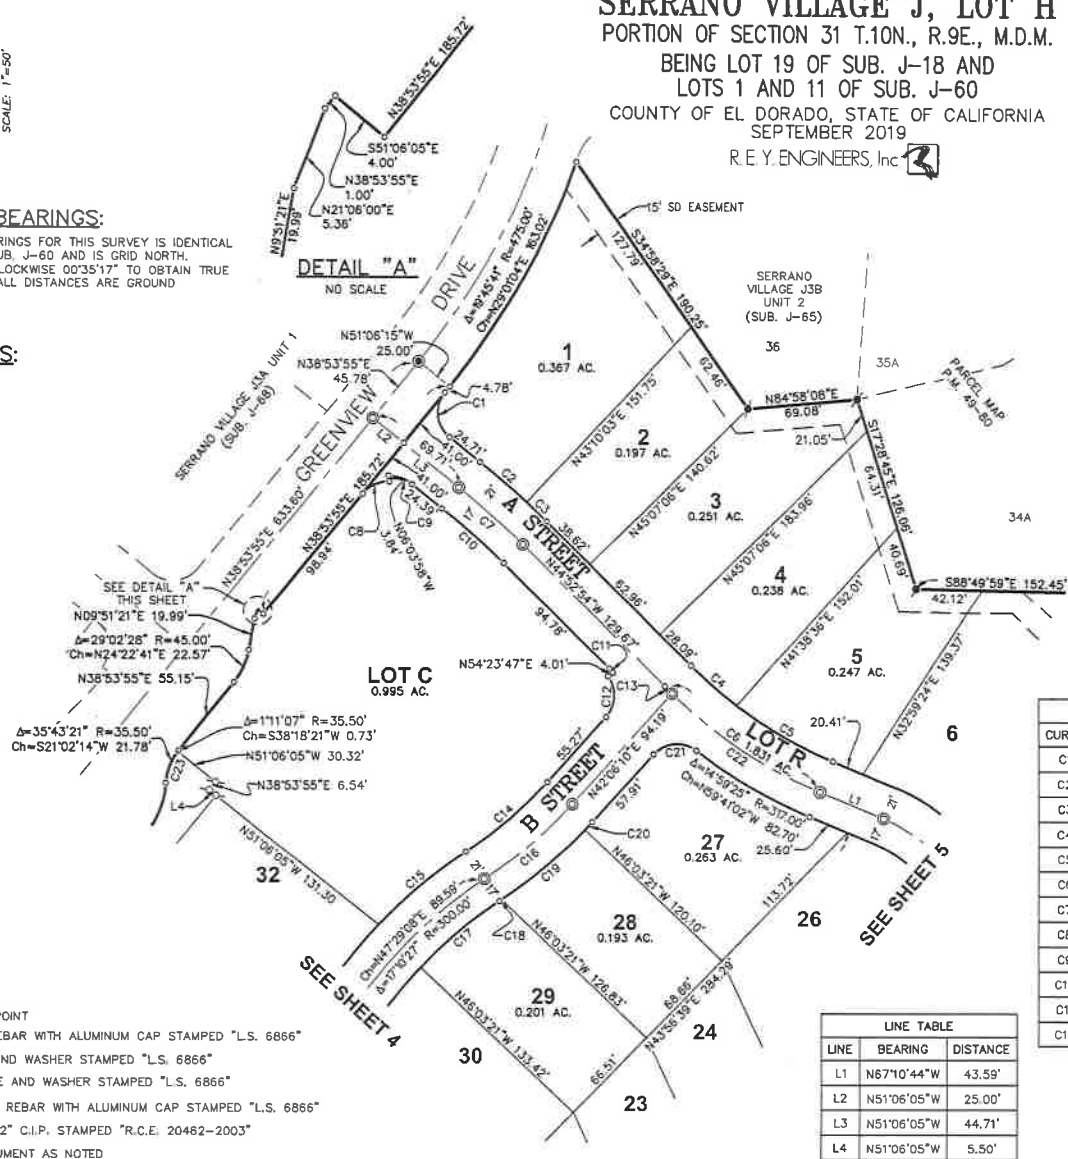 SERRANO VILLAGE J, LOT H
PORTION OF SECTION 31 T.10N., R.9E., M.D.M.
BEING LOT 19 OF SUB. J-18 AND
LOTS 1 AND 11 OF SUB. J-60
COUNTY OF EL DORADO, STATE OF CALIFORNIA
SEPTEMBER 2019
R.E.Y. ENGINEERS, Inc
SCALE: 1"=50'
N38°53'55"E 185.72'
S51°06'05"E
4.00'
N38°53'55"E
1.00'
N21°06'00"E
5.36'
N9°51'21"E
19.99'
DETAIL "A"
NO SCALE
BEARINGS:
RINGS FOR THIS SURVEY IS IDENTICAL
UB. J-60 AND IS GRID NORTH.
LOCKWISE 00°35'17" TO OBTAIN TRUE
ALL DISTANCES ARE GROUND
S:
15' SD EASEMENT
S34°58'29"E 190.25'
127.79'
62.46'
DRIVE
Δ=19°45'41" R=475.00'
Ch=N29°01'04"E 163.02'
SERRANO
VILLAGE J3B
UNIT 2
(SUB. J-65)
36
35A
PARCEL MAP
P.M. 49-80
34A
N84°58'08"E
69.08'
21.05'
S17°28'45"E 126.06'
64.31'
40.69'
S88°49'59"E 152.45'
42.12'
N51°06'15"W
25.00'
N38°53'55"E
45.78'
4.78'
C1
SERRANO VILLAGE J3A UNIT 1
(SUB. J-68)
GREENVIEW
L2
24.71'
41.00'
69.71'
L3
41.00'
24.39'
21'
17'
C2
C3
C7
38.62'
A STREET
N38°53'55"E 633.60'
N38°53'55"E 185.72'
98.94'
C8
C9
N06°03'58"W
3.84'
C10
94.78'
N44°52'54"W 129.67'
62.96'
28.09'
1
0.367 AC.
N43°10'03"E 151.75'
2
0.197 AC.
N45°07'06"E 140.62'
3
0.251 AC.
N45°07'06"E 183.96'
4
0.238 AC.
N41°38'36"E 152.01'
5
0.247 AC.
N32°59'24"E 139.37'
6
SEE DETAIL "A"
THIS SHEET
N09°51'21"E 19.99'
Δ=29°02'28" R=45.00'
Ch=N24°22'41"E 22.57'
N38°53'55"E 55.15'
Δ=35°43'21" R=35.50'
Ch=S21°02'14"W 21.78'
LOT C
0.995 AC.
Δ=1°11'07" R=35.50'
Ch=S38°18'21"W 0.73'
N51°06'05"W 30.32'
N38°53'55"E 6.54'
C23
L4
N54°23'47"E 4.01'
C11
C12
C13
C4
C5
20.41'
C6
C22
LOT R
1.831 AC.
L1
21'
17'
55.27'
N42°06'10"E 94.19'
B STREET
C21
Δ=14°59'25" R=317.00'
Ch=N59°41'02"W 82.70'
25.60'
57.91'
C20
27
0.263 AC.
C14
C15
C16
C19
21'
17'
C17
C18
N51°06'05"W 131.30
32
Ch=N47°29'08"E 89.59'
Δ=17°10'27" R=300.00'
SEE SHEET 4
SEE SHEET 5
N46°03'21"W 120.10'
113.72'
26
28
0.193 AC.
N46°03'21"W 126.83'
29
0.201 AC.
N46°03'21"W 133.42'
30
68.66'
N43°56'39"E 284.29'
66.51'
24
23
POINT
EBAR WITH ALUMINUM CAP STAMPED "L.S. 6866"
ND WASHER STAMPED "L.S. 6866"
E AND WASHER STAMPED "L.S. 6866"
REBAR WITH ALUMINUM CAP STAMPED "L.S. 6866"
2" C.I.P. STAMPED "R.C.E. 20462-2003"
UMENT AS NOTED
LINE TABLE
LINE BEARING DISTANCE
L1 N67°10'44"W 43.59'
L2 N51°06'05"W 25.00'
L3 N51°06'05"W 44.71'
L4 N51°06'05"W 5.50'
CUR
C
C2
C3
C4
C5
C6
C7
C8
C9
C1
C1
C1